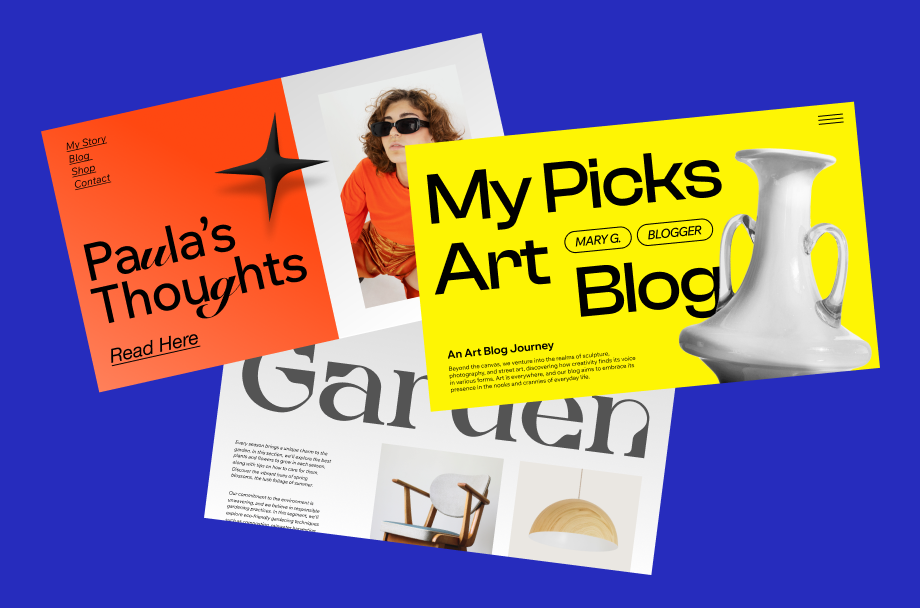 My Story
Blog
Shop
Contact
Paula's
Thoughts
Read Here
My Picks
Art
MARY G.
BLOGGER
Blog
An Art Blog Journey
Beyond the canvas, we venture into the realms of sculpture,
photography, and street art, discovering how creativity finds its voice
in various forms. Art is everywhere, and our blog aims to embrace its
presence in the nooks and crannies of everyday life.
Garden
Every season brings a unique charm to the
garden. In this section, we'll explore the best
plants and flowers to grow in each season,
along with tips on how to care for them.
Discover the vibrant hues of spring
blossoms, the lush foliage of summer.
Our commitment to the environment is
unwavering, and we believe in responsible
gardening practices. In this segment, we'll
explore eco-friendly gardening techniques